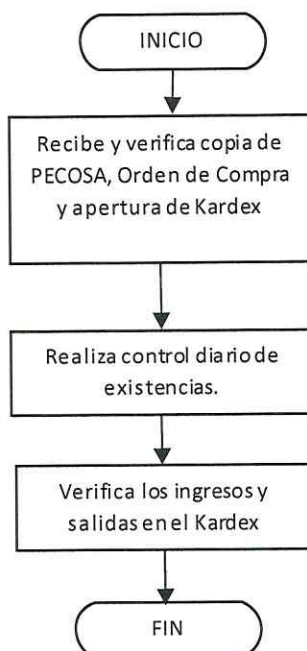 INICIO
Recibe y verifica copia de
PECOSA, Orden de Compra
y apertura de Kardex
Realiza control diario de
existencias.
Verifica los ingresos y
salidas en el Kardex
FIN